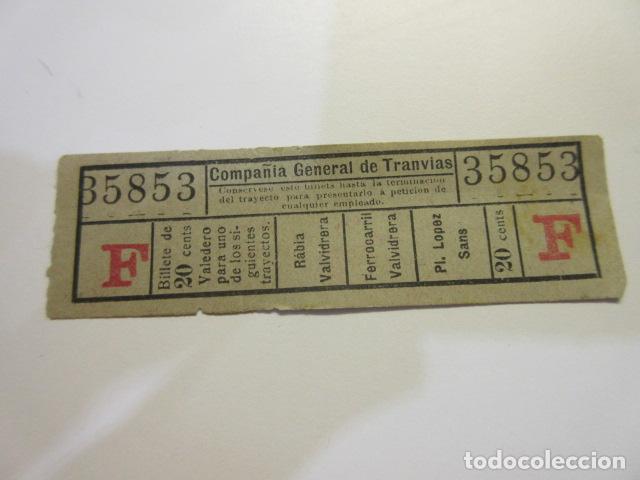 35853
Compañía General de Tranvias
Conservese este billete hasta la terminación
del trayecto para presentarlo á petición de
cualquier empleado.
35853
F
Billete de
20 cents
Valedero
para uno
de los si-
guientes
trayectos.
Rábia
Valvidrera
Ferrocarril
Valvidrera
Pl. Lopez
Sans
20 cents
F
todocoleccion